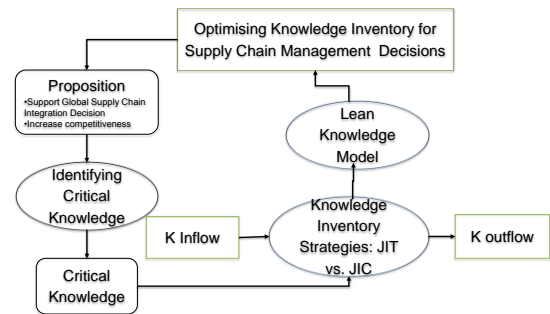 Optimising Knowledge Inventory for
Supply Chain Management Decisions
Proposition
•Support Global Supply Chain
Integration Decision
•Increase competitiveness
Lean
Knowledge
Model
Identifying
Critical
Knowledge
K Inflow
Knowledge
Inventory
Strategies: JIT
vs. JIC
K outflow
Critical
Knowledge